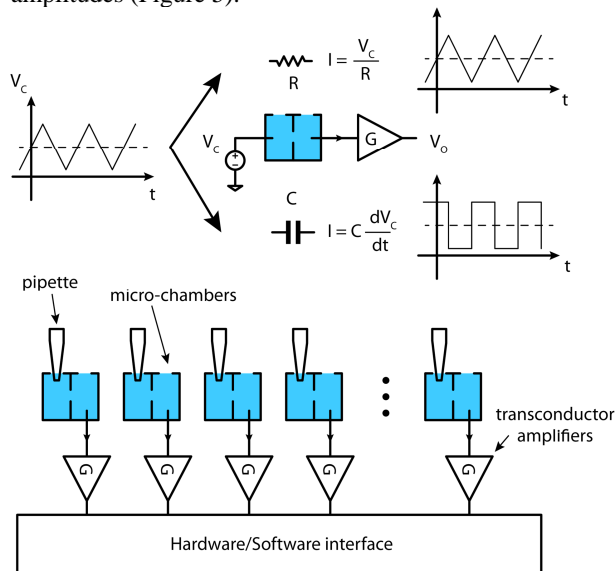 amplitudes (Figure 3).
V_C
t
R
I = V_C / R
t
V_C
G
V_O
C
I = C dV_C / dt
t
pipette
micro-chambers
transconductor
amplifiers
G G G G G
Hardware/Software interface